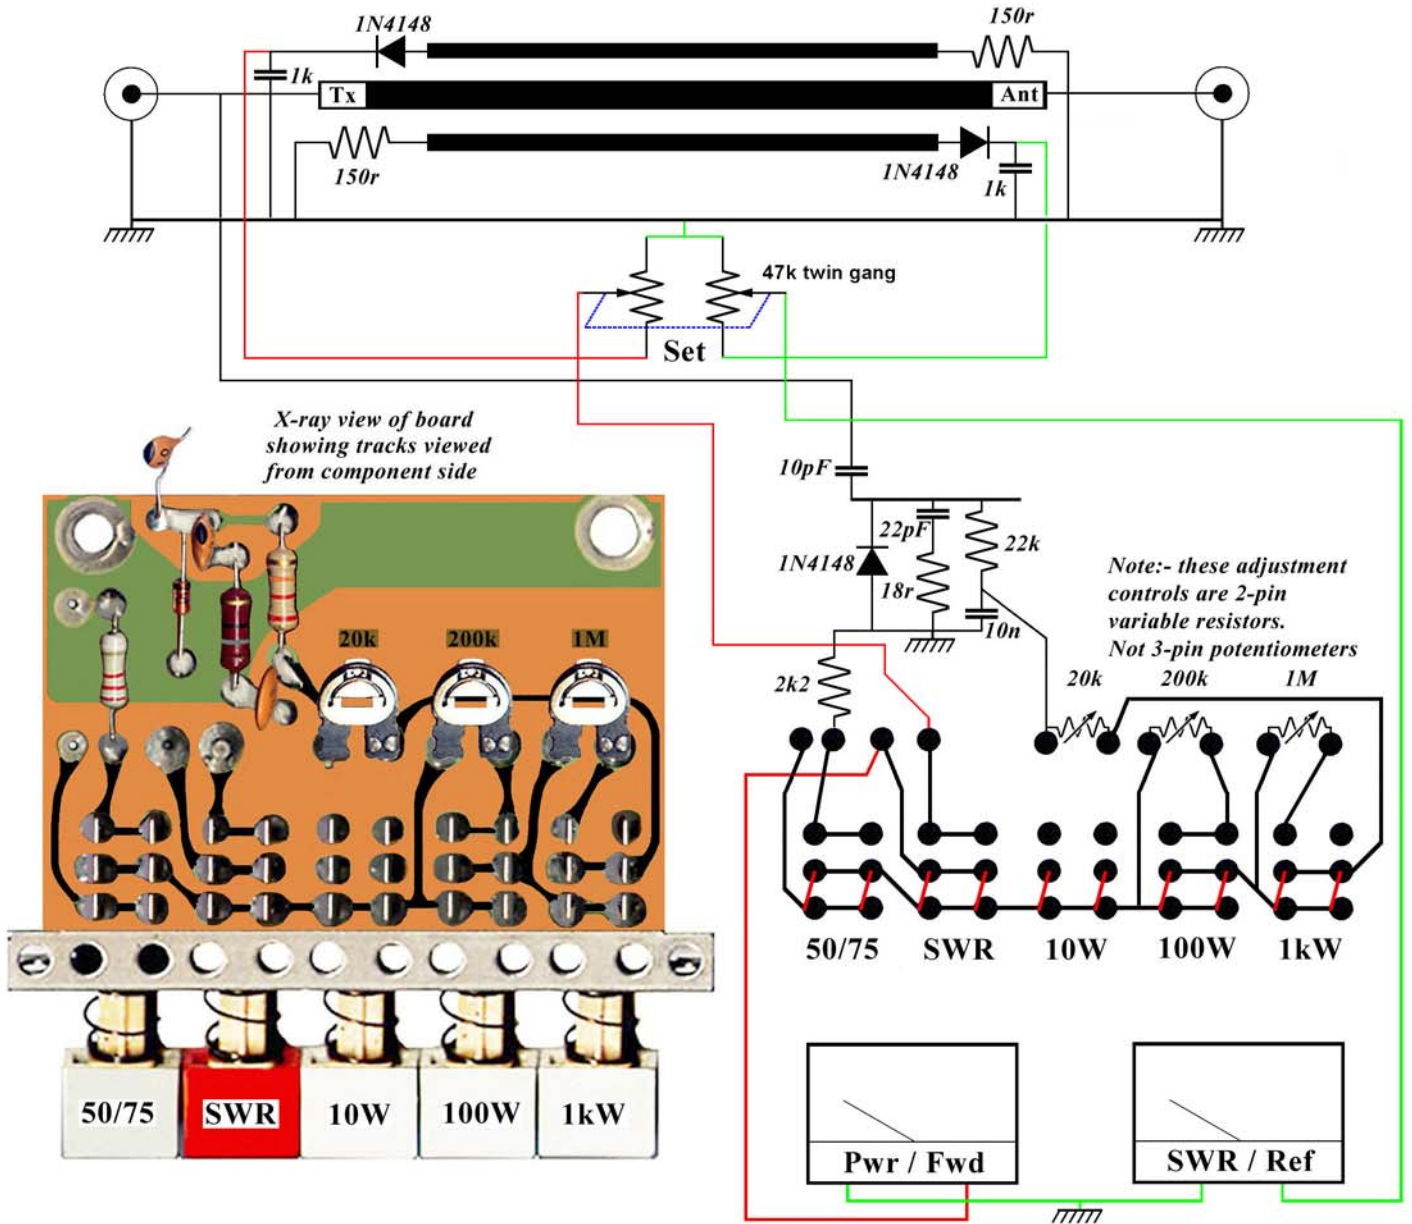 1N4148
150r
1k
Tx
Ant
150r
1N4148
1k
47k twin gang
Set
X-ray view of board
showing tracks viewed
from component side
10pF
22pF
22k
1N4148
18r
10n
Note:- these adjustment
controls are 2-pin
variable resistors.
Not 3-pin potentiometers
20k
200k
1M
2k2
20k
200k
1M
50/75
SWR
10W
100W
1kW
50/75
SWR
10W
100W
1kW
Pwr / Fwd
SWR / Ref